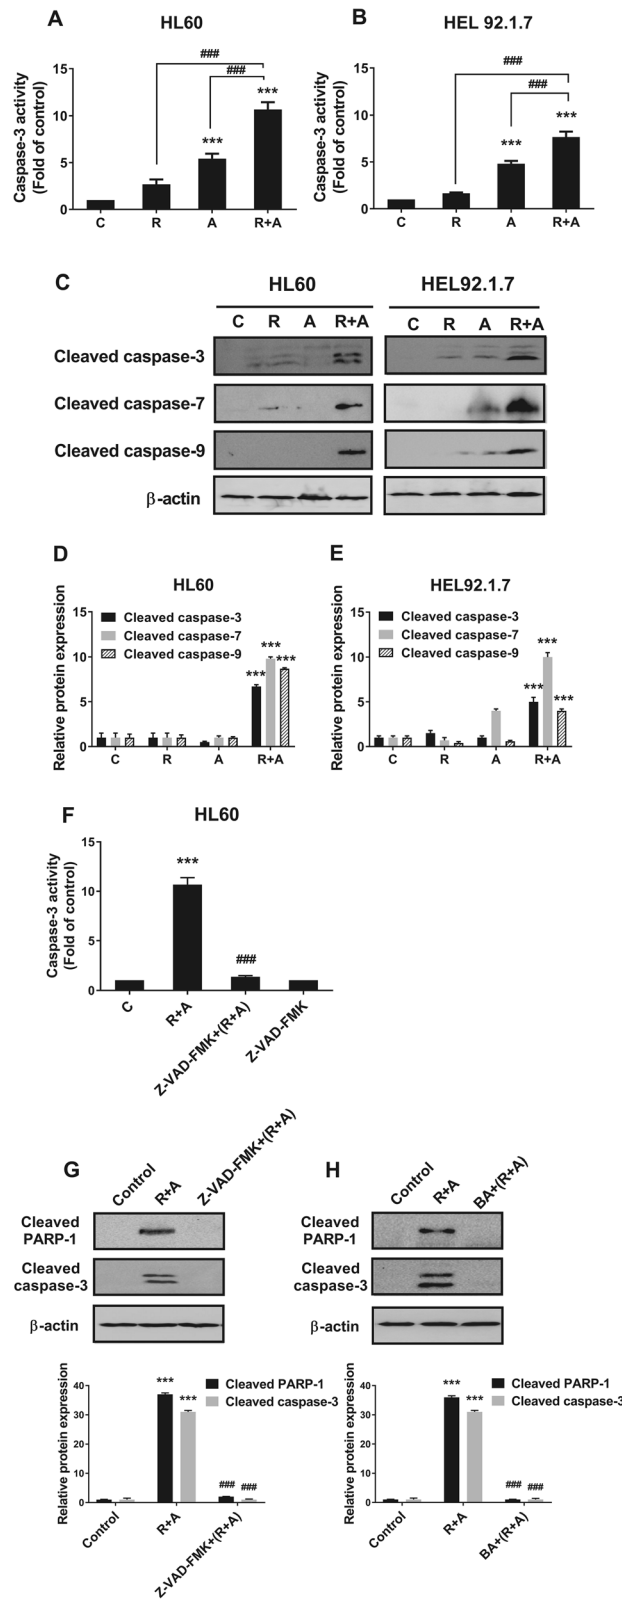 A
HL60
Caspase-3 activity
(Fold of control)
15
10
5
0
###
###
***
***
C R A R+A
B
HEL 92.1.7
Caspase-3 activity
(Fold of control)
15
10
5
0
###
###
***
***
C R A R+A
C
HL60
HEL92.1.7
C R A R+A
C R A R+A
Cleaved caspase-3
Cleaved caspase-7
Cleaved caspase-9
β-actin
D
HL60
Relative protein expression
15
10
5
0
Cleaved caspase-3
Cleaved caspase-7
Cleaved caspase-9
***
***
***
C R A R+A
E
HEL92.1.7
Relative protein expression
15
10
5
0
Cleaved caspase-3
Cleaved caspase-7
Cleaved caspase-9
***
***
***
C R A R+A
F
HL60
Caspase-3 activity
(Fold of control)
15
10
5
0
***
###
C
R+A
Z-VAD-FMK+(R+A)
Z-VAD-FMK
G
Control
R+A
Z-VAD-FMK+(R+A)
Cleaved
PARP-1
Cleaved
caspase-3
β-actin
Relative protein expression
40
30
20
10
0
Cleaved PARP-1
Cleaved caspase-3
***
***
### ###
Control
R+A
Z-VAD-FMK+(R+A)
H
Control
R+A
BA+(R+A)
Cleaved
PARP-1
Cleaved
caspase-3
β-actin
Relative protein expression
40
30
20
10
0
Cleaved PARP-1
Cleaved caspase-3
***
***
### ###
Control
R+A
BA+(R+A)